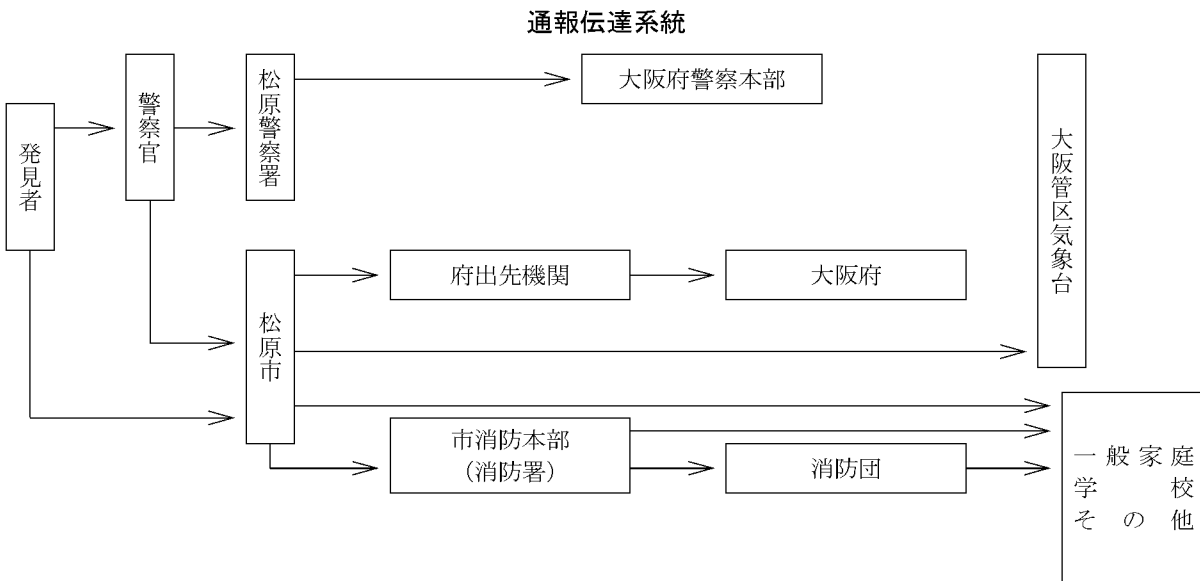 通報伝達系統
発見者
警察官
松原警察署
大阪府警察本部
大阪管区気象台
松原市
府出先機関
大阪府
市消防本部
（消防署）
消防団
一般家庭
学校
その他